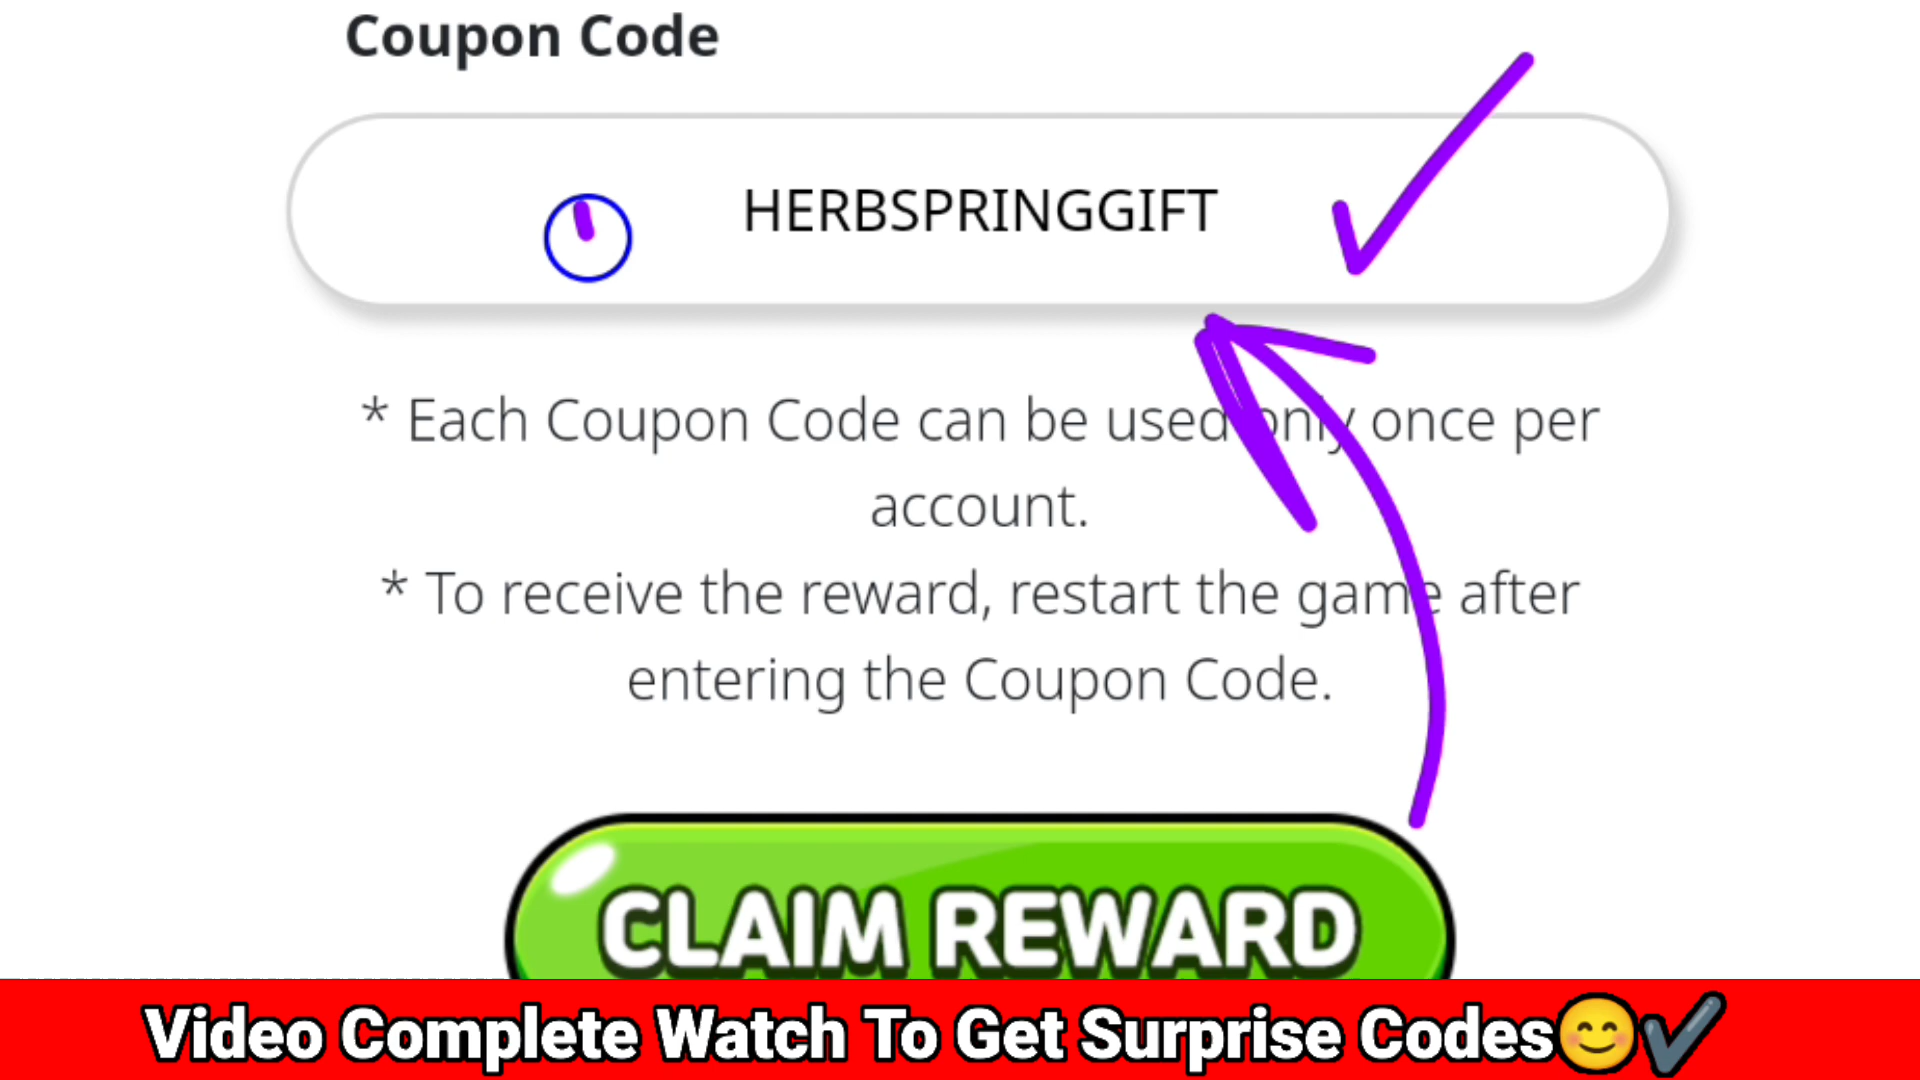 Coupon Code
HERBSPRINGGIFT
* Each Coupon Code can be used only once per
account.
* To receive the reward, restart the game after
entering the Coupon Code.
CLAIM REWARD
Video Complete Watch To Get Surprise Codes😊✔